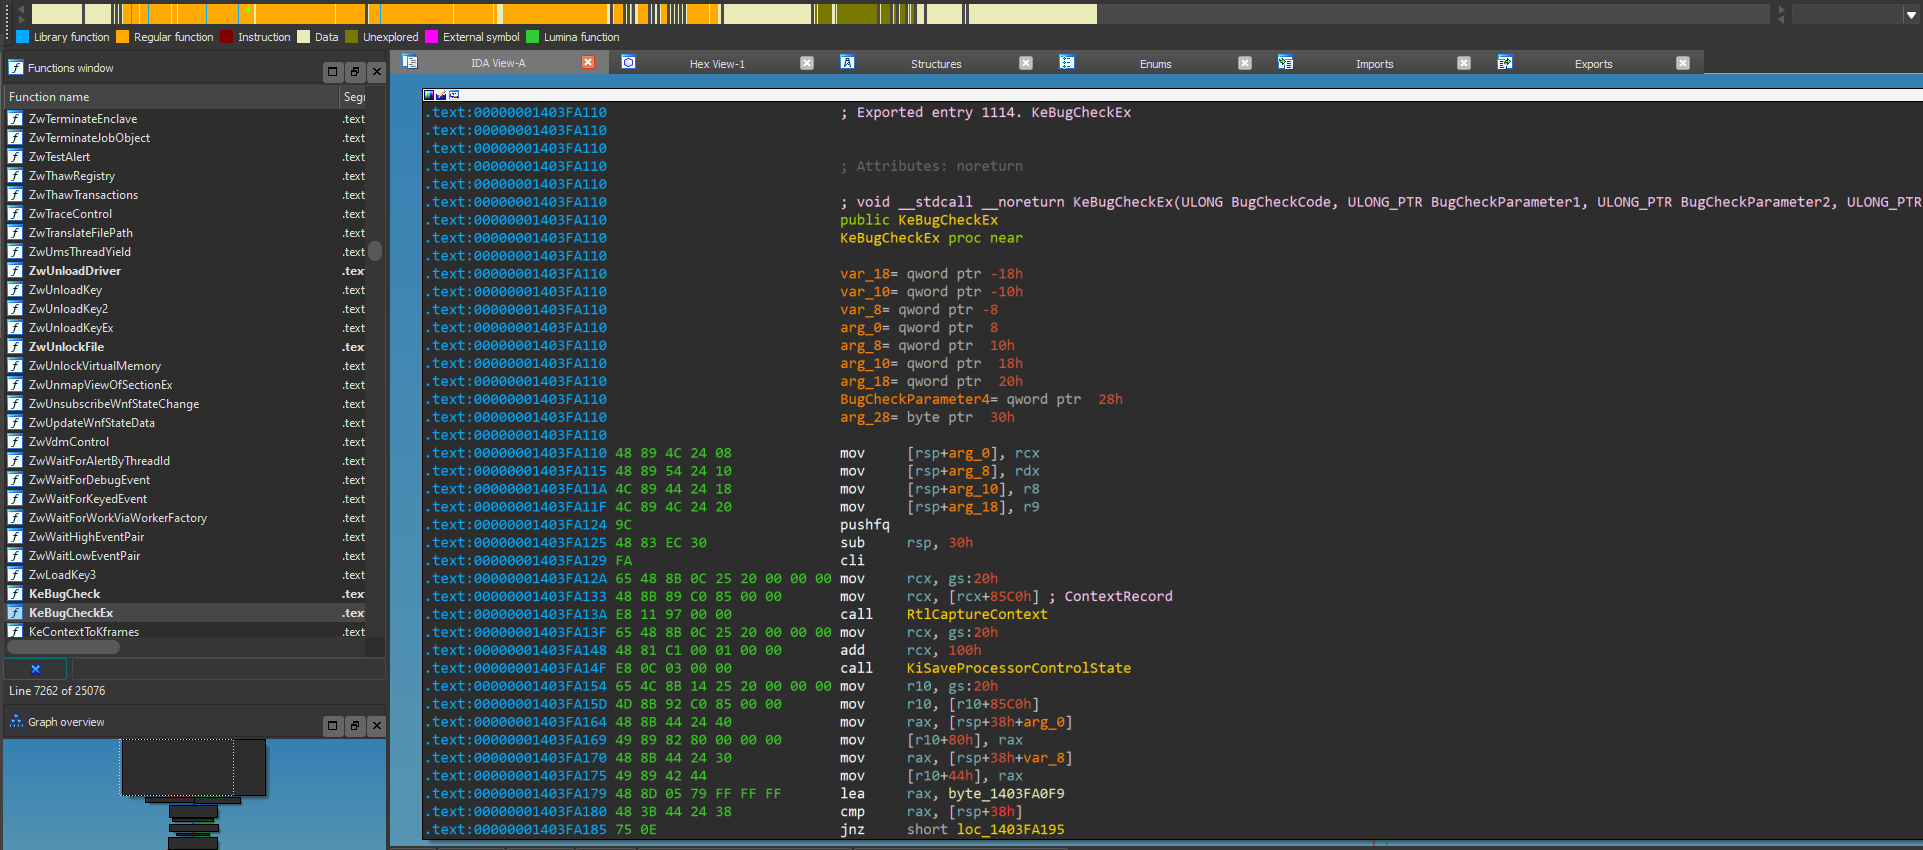 Library function Regular function Instruction Data Unexplored External symbol Lumina function
Functions window
Function name Segi
ZwTerminateEnclave .text
ZwTerminateJobObject .text
ZwTestAlert .text
ZwThawRegistry .text
ZwThawTransactions .text
ZwTraceControl .text
ZwTranslateFilePath .text
ZwUmsThreadYield .text
ZwUnloadDriver .tex
ZwUnloadKey .text
ZwUnloadKey2 .text
ZwUnloadKeyEx .text
ZwUnlockFile .tex
ZwUnlockVirtualMemory .text
ZwUnmapViewOfSectionEx .text
ZwUnsubscribeWnfStateChange .text
ZwUpdateWnfStateData .text
ZwVdmControl .text
ZwWaitForAlertByThreadId .text
ZwWaitForDebugEvent .text
ZwWaitForKeyedEvent .text
ZwWaitForWorkViaWorkerFactory .text
ZwWaitHighEventPair .text
ZwWaitLowEventPair .text
ZwLoadKey3 .text
KeBugCheck .tex
KeBugCheckEx .tex
KeContextToKframes .text
Line 7262 of 25076
Graph overview
IDA View-A Hex View-1 Structures Enums Imports Exports
.text:00000001403FA110 ; Exported entry 1114. KeBugCheckEx
.text:00000001403FA110
.text:00000001403FA110
.text:00000001403FA110 ; Attributes: noreturn
.text:00000001403FA110
.text:00000001403FA110 ; void __stdcall __noreturn KeBugCheckEx(ULONG BugCheckCode, ULONG_PTR BugCheckParameter1, ULONG_PTR BugCheckParameter2, ULONG_PTR
.text:00000001403FA110 public KeBugCheckEx
.text:00000001403FA110 KeBugCheckEx proc near
.text:00000001403FA110
.text:00000001403FA110 var_18= qword ptr -18h
.text:00000001403FA110 var_10= qword ptr -10h
.text:00000001403FA110 var_8= qword ptr -8
.text:00000001403FA110 arg_0= qword ptr 8
.text:00000001403FA110 arg_8= qword ptr 10h
.text:00000001403FA110 arg_10= qword ptr 18h
.text:00000001403FA110 arg_18= qword ptr 20h
.text:00000001403FA110 BugCheckParameter4= qword ptr 28h
.text:00000001403FA110 arg_28= byte ptr 30h
.text:00000001403FA110
.text:00000001403FA110 48 89 4C 24 08 mov [rsp+arg_0], rcx
.text:00000001403FA115 48 89 54 24 10 mov [rsp+arg_8], rdx
.text:00000001403FA11A 4C 89 44 24 18 mov [rsp+arg_10], r8
.text:00000001403FA11F 4C 89 4C 24 20 mov [rsp+arg_18], r9
.text:00000001403FA124 9C pushfq
.text:00000001403FA125 48 83 EC 30 sub rsp, 30h
.text:00000001403FA129 FA cli
.text:00000001403FA12A 65 48 8B 0C 25 20 00 00 00 mov rcx, gs:20h
.text:00000001403FA133 48 8B 89 C0 85 00 00 mov rcx, [rcx+85C0h] ; ContextRecord
.text:00000001403FA13A E8 11 97 00 00 call RtlCaptureContext
.text:00000001403FA13F 65 48 8B 0C 25 20 00 00 00 mov rcx, gs:20h
.text:00000001403FA148 48 81 C1 00 01 00 00 add rcx, 100h
.text:00000001403FA14F E8 0C 03 00 00 call KiSaveProcessorControlState
.text:00000001403FA154 65 4C 8B 14 25 20 00 00 00 mov r10, gs:20h
.text:00000001403FA15D 4D 8B 92 C0 85 00 00 mov r10, [r10+85C0h]
.text:00000001403FA164 48 8B 44 24 40 mov rax, [rsp+38h+arg_0]
.text:00000001403FA169 49 89 82 80 00 00 00 mov [r10+80h], rax
.text:00000001403FA170 48 8B 44 24 30 mov rax, [rsp+38h+var_8]
.text:00000001403FA175 49 89 42 44 mov [r10+44h], rax
.text:00000001403FA179 48 8D 05 79 FF FF FF lea rax, byte_1403FA0F9
.text:00000001403FA180 48 3B 44 24 38 cmp rax, [rsp+38h]
.text:00000001403FA185 75 0E jnz short loc_1403FA195